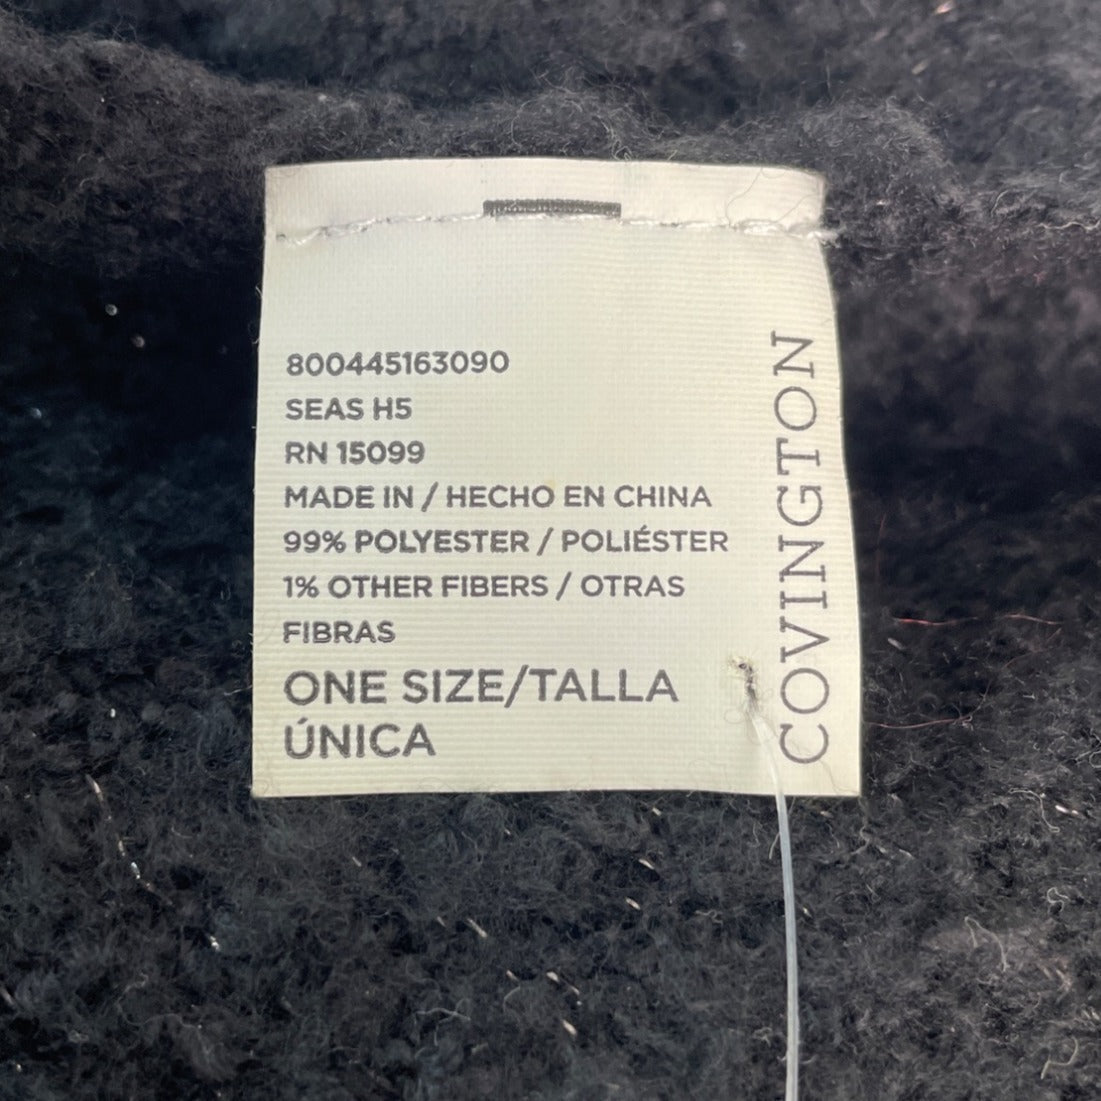 800445163090
SEAS H5
RN 15099
MADE IN / HECHO EN CHINA
99% POLYESTER / POLIÉSTER
1% OTHER FIBERS / OTRAS
FIBRAS
ONE SIZE/TALLA
ÚNICA
COVINGTON